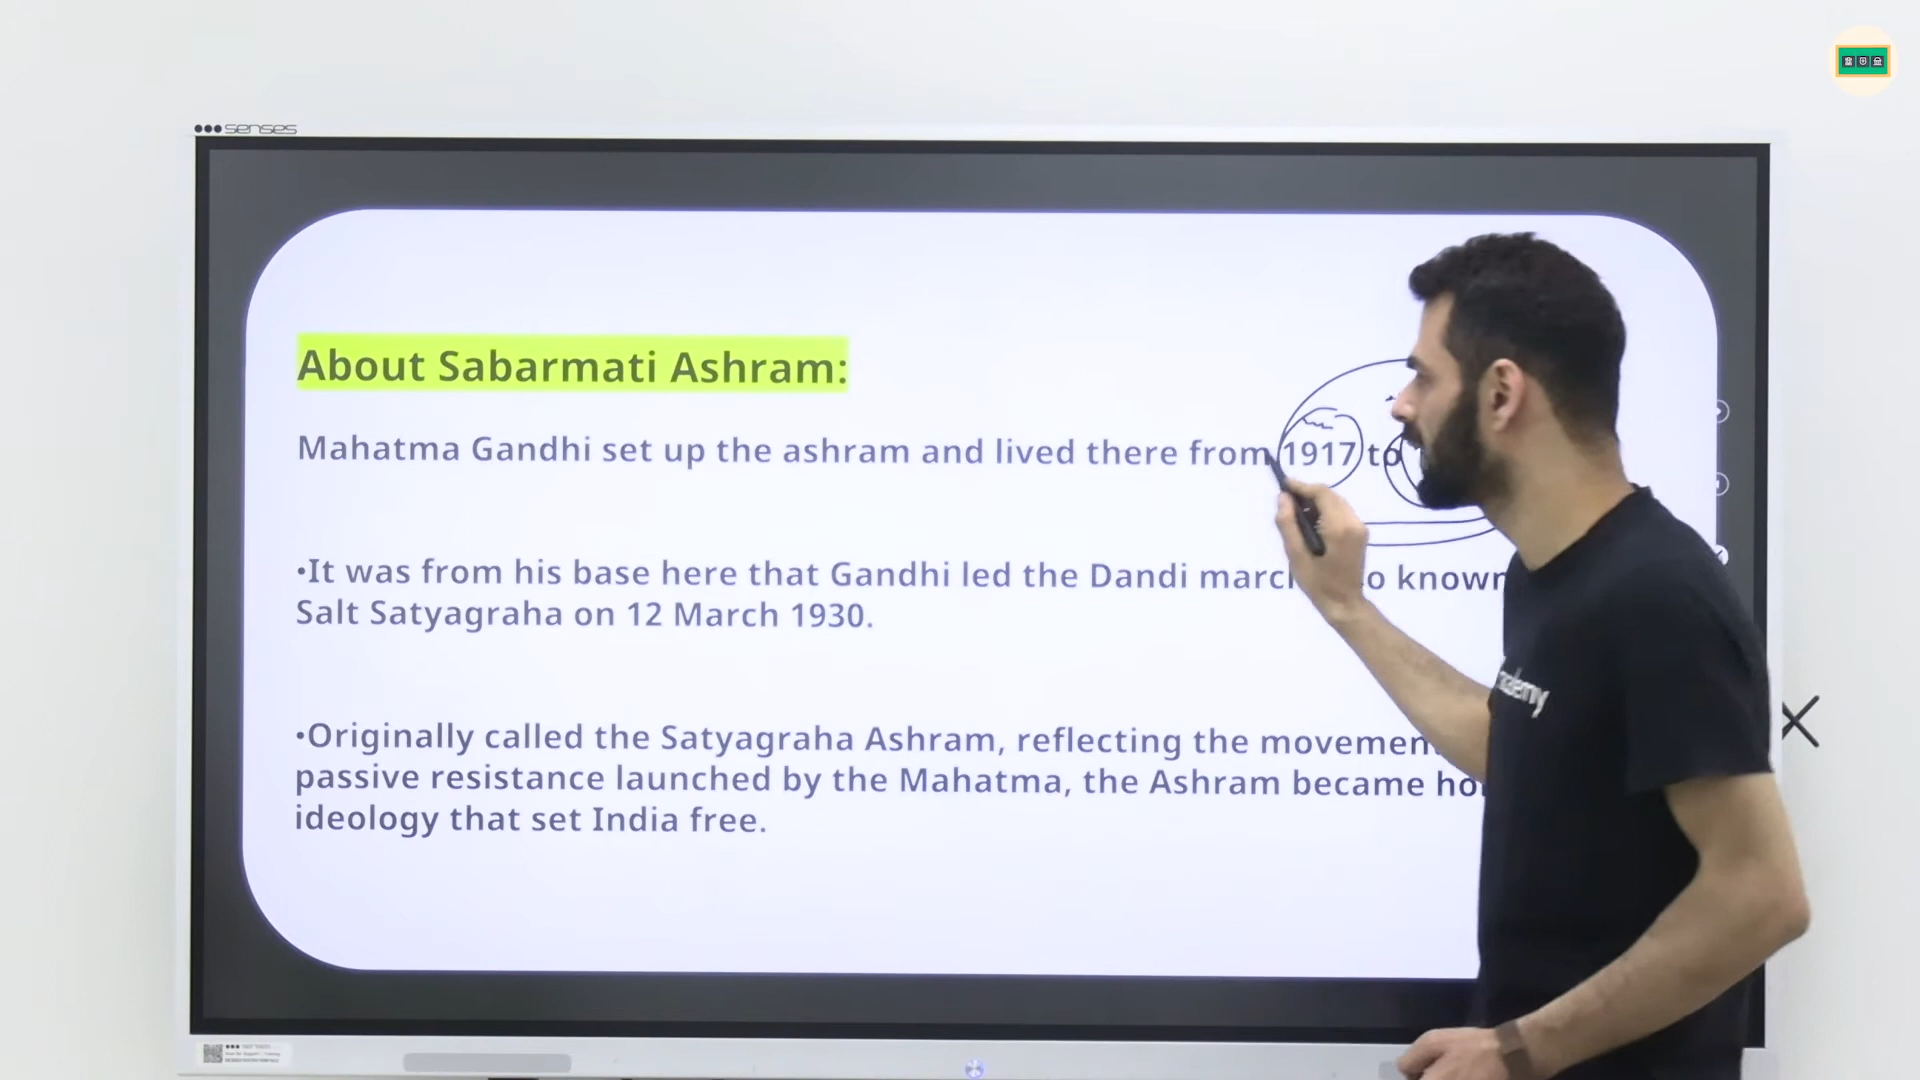 senses
About Sabarmati Ashram:
Mahatma Gandhi set up the ashram and lived there from 1917 to
•It was from his base here that Gandhi led the Dandi march known
Salt Satyagraha on 12 March 1930.
•Originally called the Satyagraha Ashram, reflecting the
passive resistance launched by the Mahatma, the Ashram became
ideology that set India free.